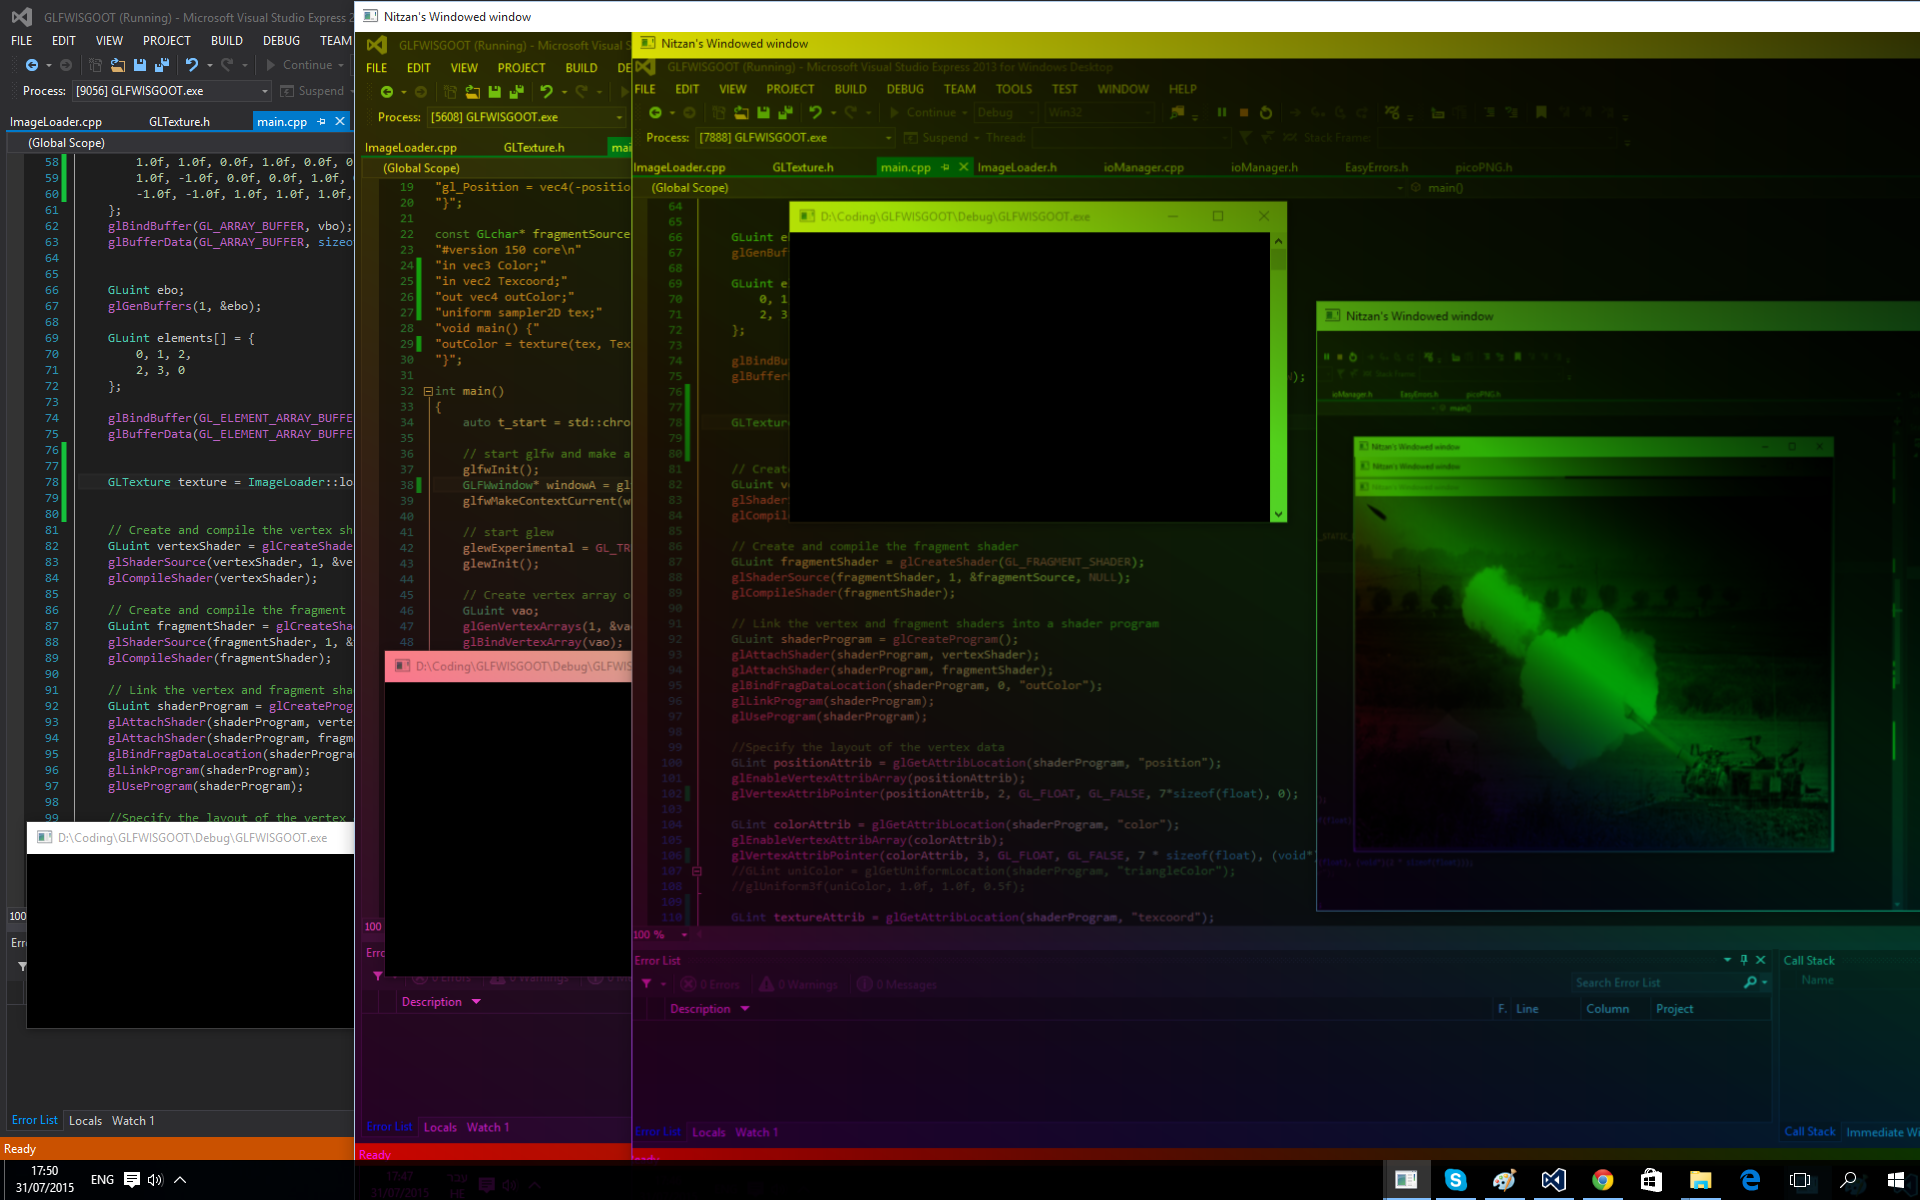 GLFWISGOOT (Running) - Microsoft Visual Studio Express 2
FILE EDIT VIEW PROJECT BUILD DEBUG TEAM
Continue
Process: [9056] GLFWISGOOT.exe Suspend
ImageLoader.cpp GLTexture.h main.cpp
(Global Scope)
58 1.0f, 1.0f, 0.0f, 1.0f, 0.0f, 0
59 1.0f, -1.0f, 0.0f, 0.0f, 1.0f,
60 -1.0f, -1.0f, 1.0f, 1.0f, 1.0f,
61 };
62 glBindBuffer(GL_ARRAY_BUFFER, vbo);
63 glBufferData(GL_ARRAY_BUFFER, sizeo
64
65
66 GLuint ebo;
67 glGenBuffers(1, &ebo);
68
69 GLuint elements[] = {
70 0, 1, 2,
71 2, 3, 0
72 };
73
74 glBindBuffer(GL_ELEMENT_ARRAY_BUFFE
75 glBufferData(GL_ELEMENT_ARRAY_BUFFE
76
77
78 GLTexture texture = ImageLoader::lo
79
80
81 // Create and compile the vertex sh
82 GLuint vertexShader = glCreateShade
83 glShaderSource(vertexShader, 1, &ve
84 glCompileShader(vertexShader);
85
86 // Create and compile the fragment
87 GLuint fragmentShader = glCreateSha
88 glShaderSource(fragmentShader, 1, &
89 glCompileShader(fragmentShader);
90
91 // Link the vertex and fragment sha
92 GLuint shaderProgram = glCreateProg
93 glAttachShader(shaderProgram, verte
94 glAttachShader(shaderProgram, fragm
95 glBindFragDataLocation(shaderProgra
96 glLinkProgram(shaderProgram);
97 glUseProgram(shaderProgram);
98
99 //Specify the layout of the vertex
D:\Coding\GLFWISGOOT\Debug\GLFWISGOOT.exe
100
Err
Error List Locals Watch 1
Ready
17:50
31/07/2015
ENG
Nitzan's Windowed window
GLFWISGOOT (Running) - Microsoft Visual S
FILE EDIT VIEW PROJECT BUILD DE
Process: [5608] GLFWISGOOT.exe
ImageLoader.cpp GLTexture.h mai
(Global Scope)
19 "gl_Position = vec4(-positio
20 "}";
21
22 const GLchar* fragmentSource
23 "#version 150 core\n"
24 "in vec3 Color;"
25 "in vec2 Texcoord;"
26 "out vec4 outColor;"
27 "uniform sampler2D tex;"
28 "void main() {"
29 "outColor = texture(tex, Tex
30 "}";
31
32 int main()
33 {
34 auto t_start = std::chro
35
36 // start glfw and make a
37 glfwInit();
38 GLFWwindow* windowA = gl
39 glfwMakeContextCurrent(w
40
41 // start glew
42 glewExperimental = GL_TR
43 glewInit();
44
45 // Create vertex array o
46 GLuint vao;
47 glGenVertexArrays(1, &va
48 glBindVertexArray(vao);
D:\Coding\GLFWISGOOT\Debug\GLFWIS
100
Erro
0 Errors 0 Warnings
Description
Error List Locals Watch 1
Ready
17:47
31/07/2015
Nitzan's Windowed window
GLFWISGOOT (Running) - Microsoft Visual Studio Express 2013 for Windows Desktop
FILE EDIT VIEW PROJECT BUILD DEBUG TEAM TOOLS TEST WINDOW HELP
Continue Debug Win32
Process: [7888] GLFWISGOOT.exe Suspend Thread: Stack Frame:
ImageLoader.cpp GLTexture.h main.cpp ImageLoader.h ioManager.cpp ioManager.h EasyErrors.h picoPNG.h
(Global Scope) main()
64
65
66 GLuint e
67 glGenBuf
68
69 GLuint e
70 0, 1
71 2, 3
72 };
73
74 glBindBu
75 glBuffer );
76
77
78 GLTextur
79
80
81 // Creat
82 GLuint v
83 glShader
84 glCompil
85
86 // Create and compile the fragment shader
87 GLuint fragmentShader = glCreateShader(GL_FRAGMENT_SHADER);
88 glShaderSource(fragmentShader, 1, &fragmentSource, NULL);
89 glCompileShader(fragmentShader);
90
91 // Link the vertex and fragment shaders into a shader program
92 GLuint shaderProgram = glCreateProgram();
93 glAttachShader(shaderProgram, vertexShader);
94 glAttachShader(shaderProgram, fragmentShader);
95 glBindFragDataLocation(shaderProgram, 0, "outColor");
96 glLinkProgram(shaderProgram);
97 glUseProgram(shaderProgram);
98
99 //Specify the layout of the vertex data
100 GLint positionAttrib = glGetAttribLocation(shaderProgram, "position");
101 glEnableVertexAttribArray(positionAttrib);
102 glVertexAttribPointer(positionAttrib, 2, GL_FLOAT, GL_FALSE, 7*sizeof(float), 0);
103
104 GLint colorAttrib = glGetAttribLocation(shaderProgram, "color");
105 glEnableVertexAttribArray(colorAttrib);
106 glVertexAttribPointer(colorAttrib, 3, GL_FLOAT, GL_FALSE, 7 * sizeof(float), (void*
107 //GLint uniColor = glGetUniformLocation(shaderProgram, "triangleColor");
108 //glUniform3f(uniColor, 1.0f, 1.0f, 0.5f);
109
110 GLint textureAttrib = glGetAttribLocation(shaderProgram, "texcoord");
D:\Coding\GLFWISGOOT\Debug\GLFWISGOOT.exe
100 %
Error List
0 Errors 0 Warnings 0 Messages
Search Error List
Description F. Line Column Project
Error List Locals Watch 1
Call Stack
Name
Call Stack Immediate Wi
Nitzan's Windowed window
Stack Frame:
ioManager.h EasyErrors.h picoPNG.h
main()
Nitzan's Windowed window
Nitzan's Windowed window
Nitzan's Windowed window